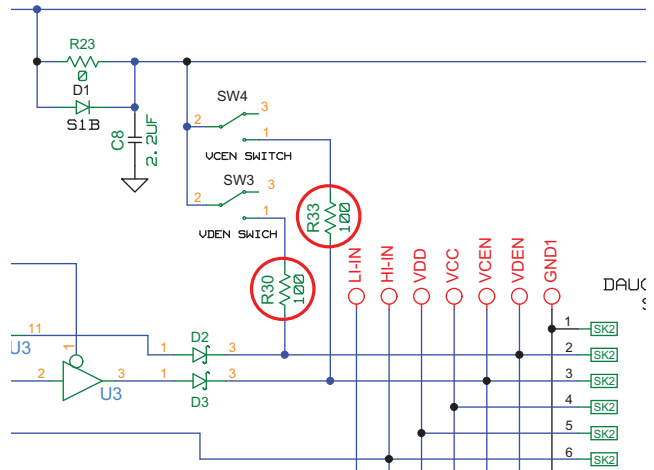 R23
0
D1
S1B
C8
2.2UF
SW4
3
2
1
VCEN SWITCH
SW3
3
2
1
VDEN SWICH
R33
100
R30
100
LI-IN
HI-IN
VDD
VCC
VCEN
VDEN
GND1
DAUG
S
1
SK2
11
U3
1
D2
1
3
2
SK2
2
3
U3
1
3
D3
3
SK2
4
SK2
5
SK2
6
SK2